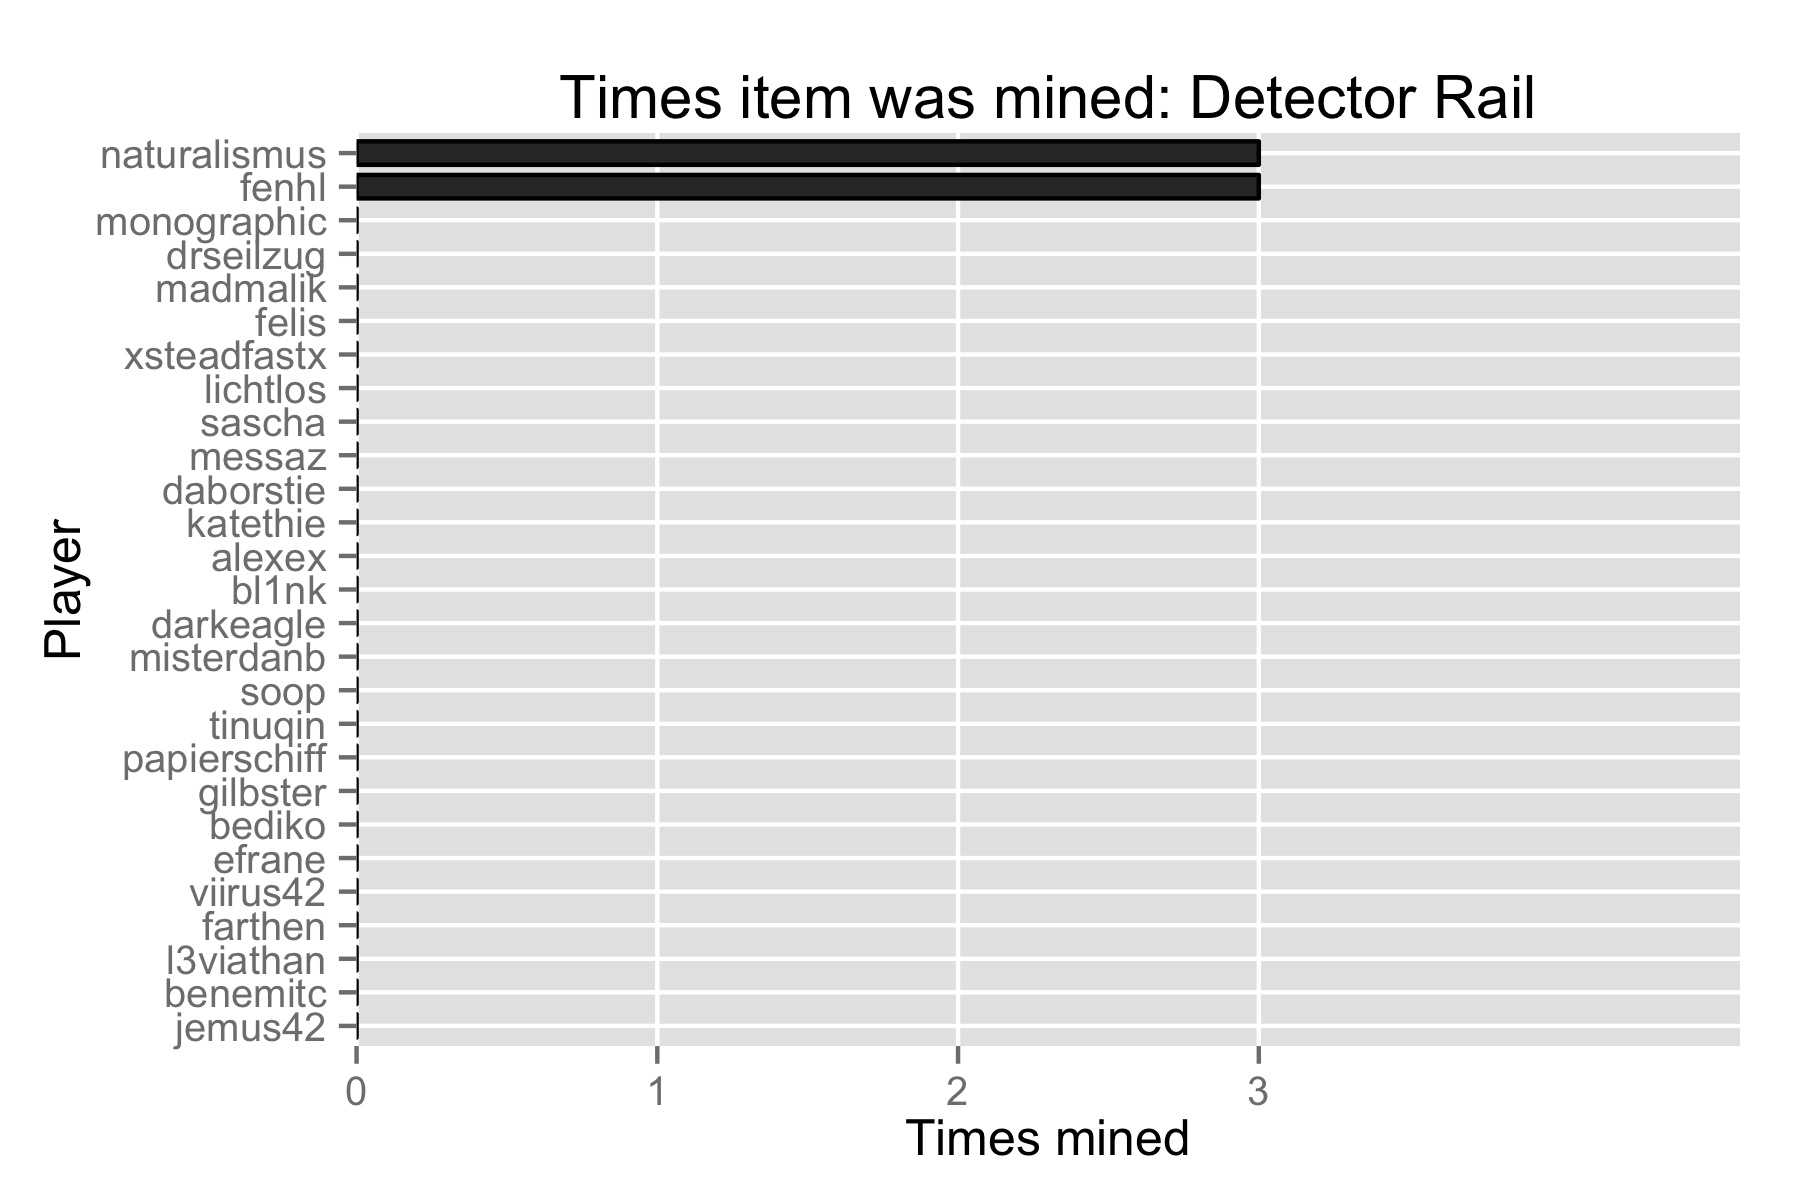 Times item was mined: Detector Rail
Player
naturalismus
fenhl
monographic
drseilzug
madmalik
felis
xsteadfastx
lichtlos
sascha
messaz
daborstie
katethie
alexex
bl1nk
darkeagle
misterdanb
soop
tinuqin
papierschiff
gilbster
bediko
efrane
viirus42
farthen
l3viathan
benemitc
jemus42
0 1 2 3
Times mined